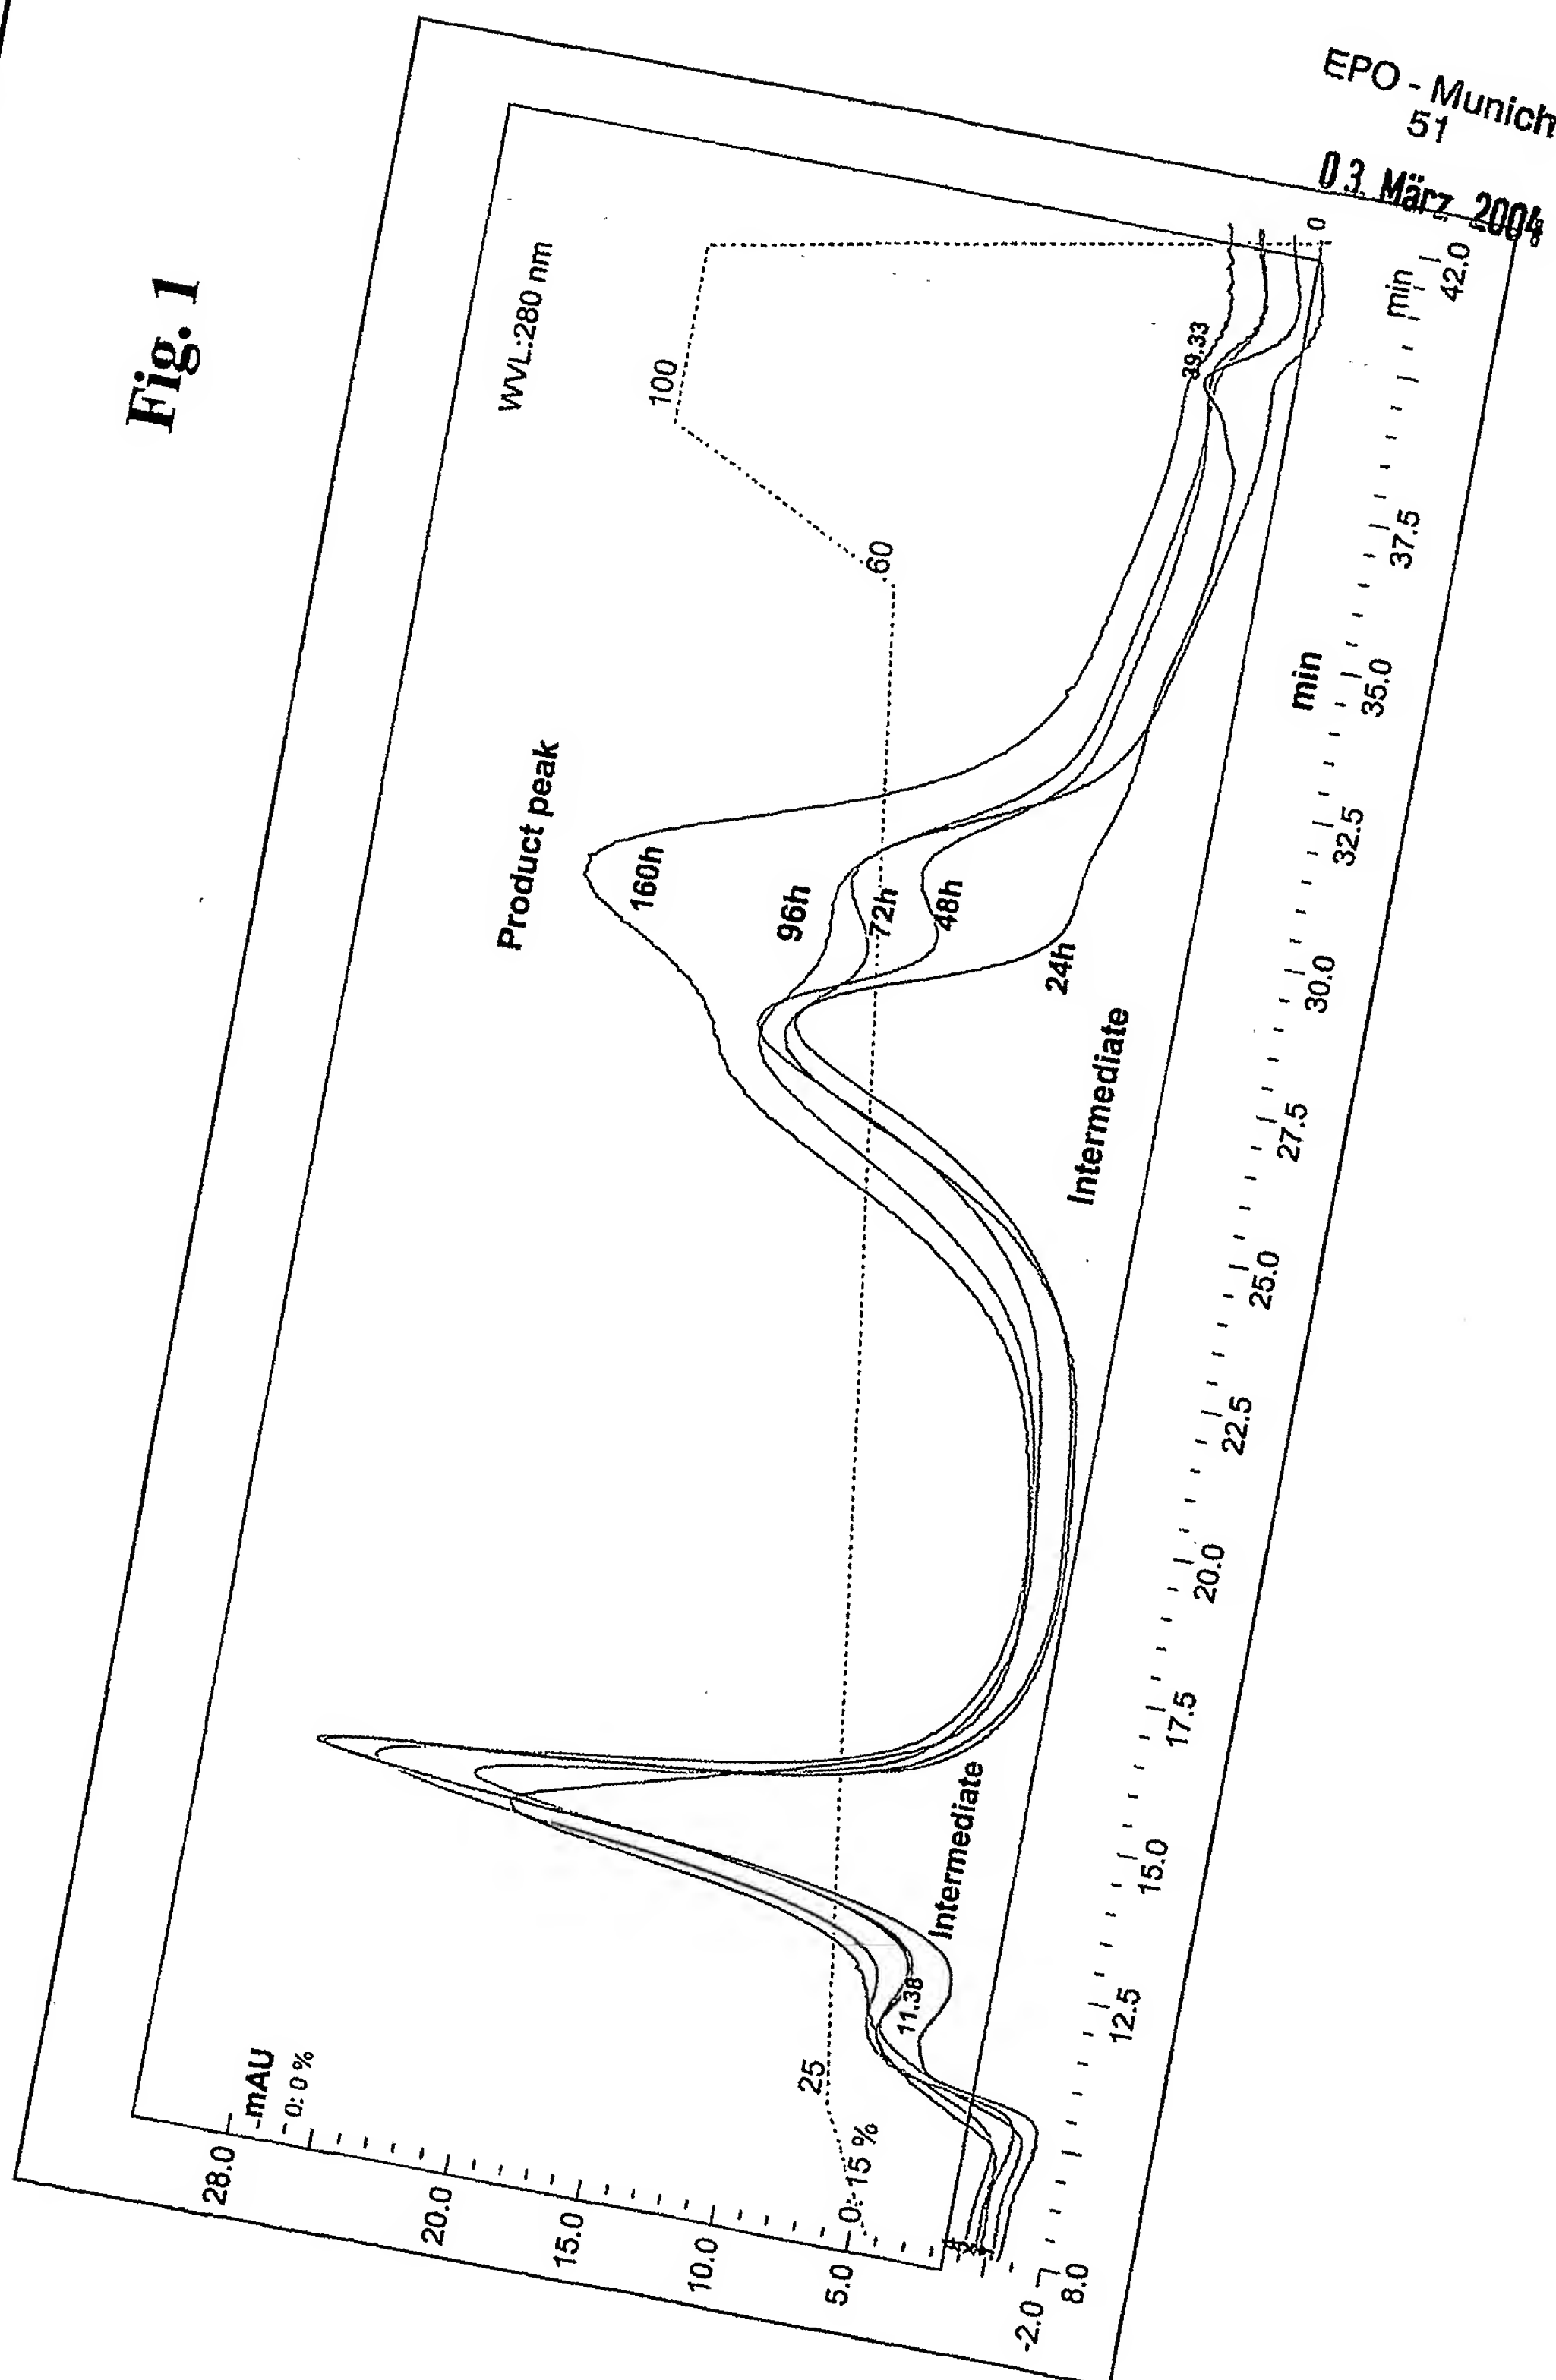 EPO - Munich
51
03. März 2004
Fig. 1
28.0
20.0
15.0
10.0
5.0
-2.0
mAU
0: 0 %
0: 15 %
25
60
100
0
WVL:280 nm
Product peak
160h
96h
72h
48h
24h
Intermediate
Intermediate
11.38
39.33
min
8.0
12.5
15.0
17.5
20.0
22.5
25.0
27.5
30.0
32.5
35.0
37.5
min
42.0